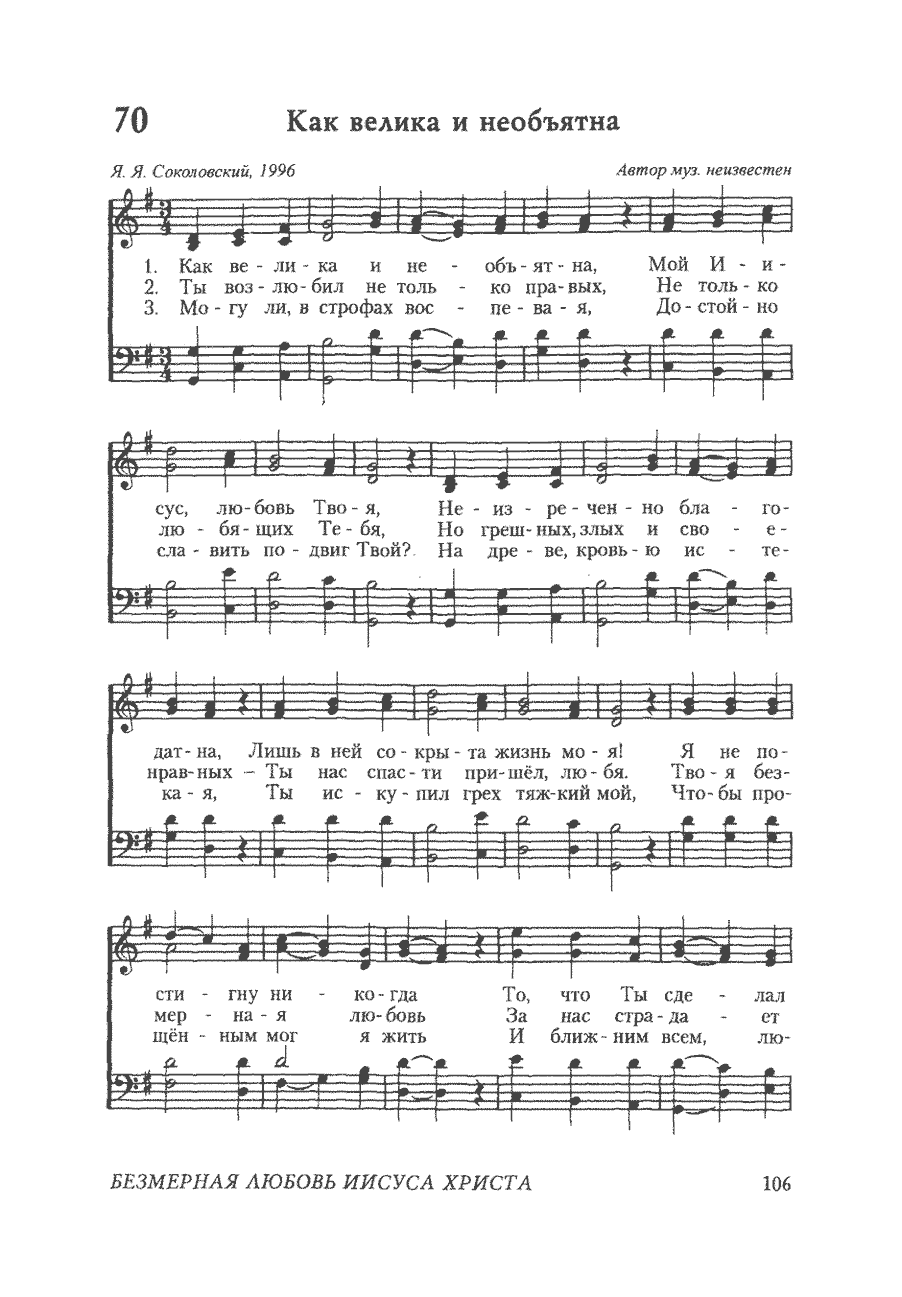 70 Как велика и необъятна
Я. Я. Соколовский, 1996 Автор муз. неизвестен
1. Как ве - ли - ка и не - объ - ят - на, Мой И - и -
2. Ты воз - лю - бил не толь - ко пра - вых, Не толь - ко
3. Мо - гу ли, в строфах вос - пе - ва - я, До - стой - но
сус, лю - бовь Тво - я, Не - из - ре - чен - но бла - го -
лю - бя - щих Те - бя, Но греш - ных, злых и сво - е -
сла - вить по - двиг Твой? На дре - ве, кровь - ю ис - те -
дат - на, Лишь в ней со - кры - та жизнь мо - я! Я не по -
нрав - ных – Ты нас спас - ти при - шёл, лю - бя. Тво - я без -
ка - я, Ты ис - ку - пил грех тяж - кий мой, Что - бы про -
сти - гну ни - ко - гда То, что Ты сде - лал
мер - на - я лю - бовь За нас стра - да - ет
щён - ным мог я жить И ближ - ним всем, лю -
БЕЗМЕРНАЯ ЛЮБОВЬ ИИСУСА ХРИСТА 106